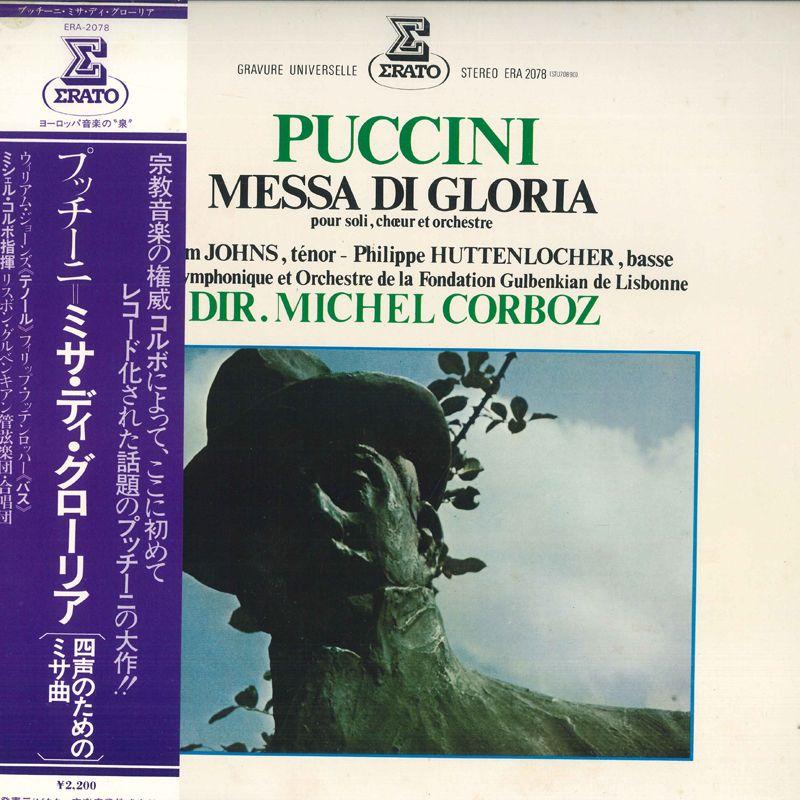 プッチーニ・ミサ・ディ・グローリア
ERA-2078
ERATO
ヨーロッパ音楽の“泉”
宗教音楽の権威コルボによって、ここに初めて
レコード化された話題のプッチーニの大作!!
プッチーニ=ミサ・ディ・グローリア〔四声のための ミサ曲〕
ウィリアム・ジョーンズ《テノール》フィリップ・フッテンロッハー《バス》
ミシェル・コルボ指揮 リスボン・グルベンキアン管弦楽団・合唱団
¥2,200
GRAVURE UNIVERSELLE ERATO STEREO ERA 2078 (STU70890)
PUCCINI
MESSA DI GLORIA
pour soli, chœur et orchestre
m JOHNS, ténor - Philippe HUTTENLOCHER, basse
ymphonique et Orchestre de la Fondation Gulbenkian de Lisbonne
DIR. MICHEL CORBOZ